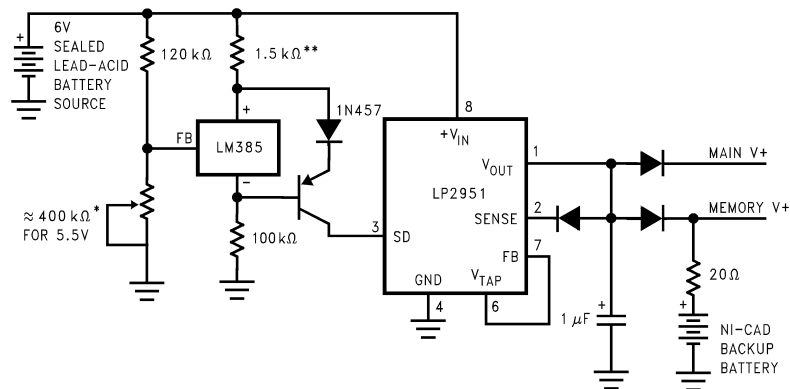 6V
SEALED
LEAD-ACID
BATTERY
SOURCE
+
120 kΩ
1.5 kΩ**
FB
LM385
+
−
1N457
≈ 400 kΩ*
FOR 5.5V
100kΩ
8
+VIN
VOUT
1
LP2951
SENSE
2
3
SD
FB
7
GND
VTAP
4
6
MAIN V+
MEMORY V+
20Ω
+
1 µF
+
NI-CAD
BACKUP
BATTERY